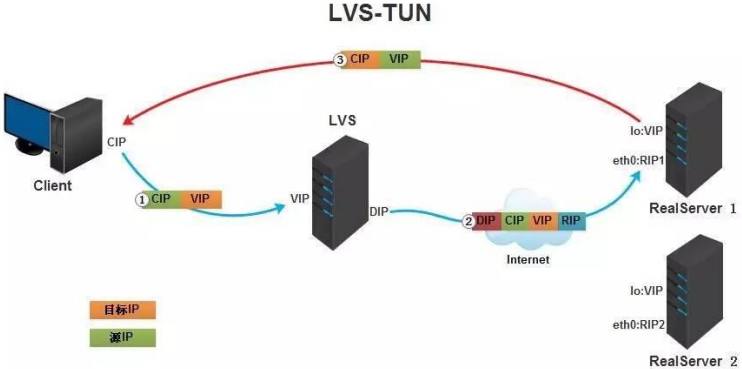 LVS-TUN
③ CIP VIP
LVS
CIP
Client
① CIP VIP
VIP
DIP
② DIP CIP VIP RIP
Internet
lo:VIP
eth0:RIP1
RealServer 1
目标IP
源IP
lo:VIP
eth0:RIP2
RealServer 2